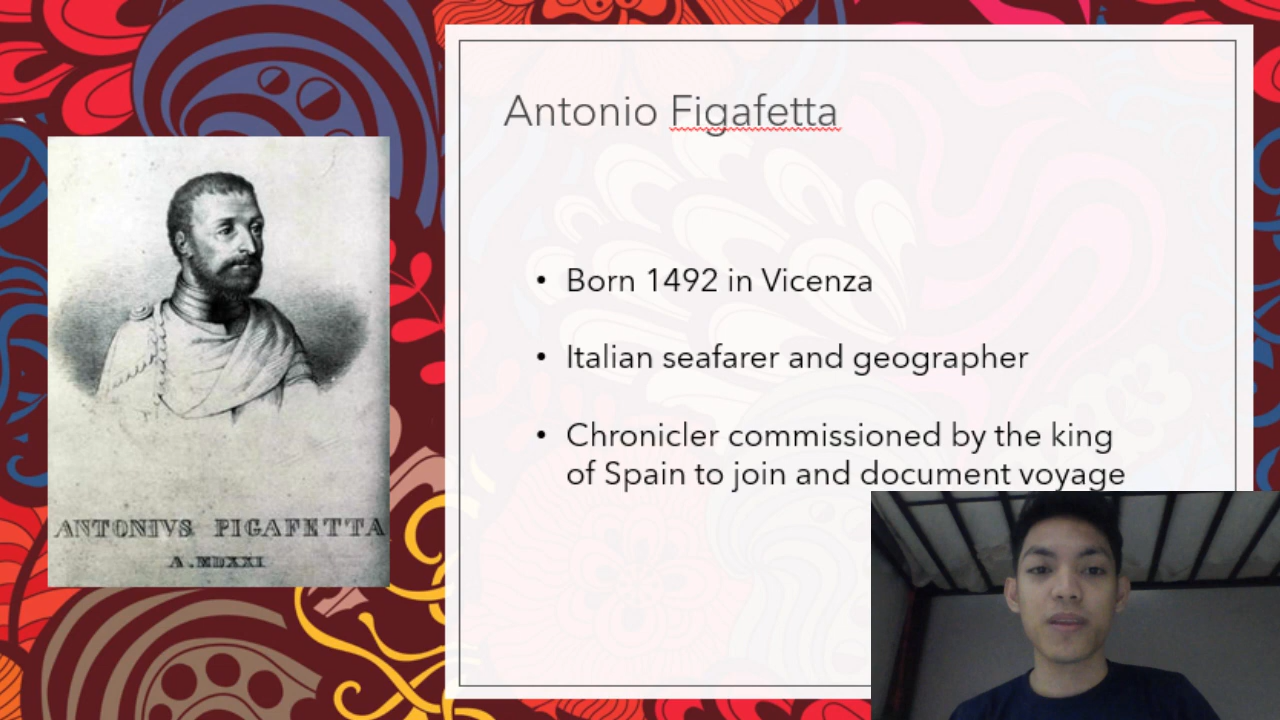 Antonio Figafetta
• Born 1492 in Vicenza
• Italian seafarer and geographer
• Chronicler commissioned by the king
of Spain to join and document voyage
ANTONIVS PIGAFETTA
A.MDXXI